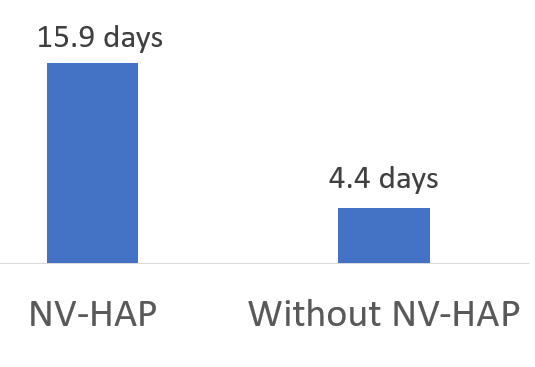 15.9 days
4.4 days
NV-HAP
Without NV-HAP